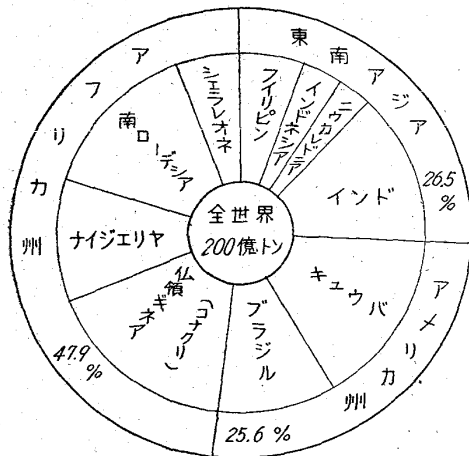 全世界
200億トン
東南アジア
26.5
%
フイリピン
インドネシア
ニウカレドニア
インド
アメリカ州
25.6 %
キュウバ
ブラジル
アフリカ州
47.9
%
仏領ギネア
(コナクリ)
ナイジエリヤ
南ローデシア
シエラレオネ